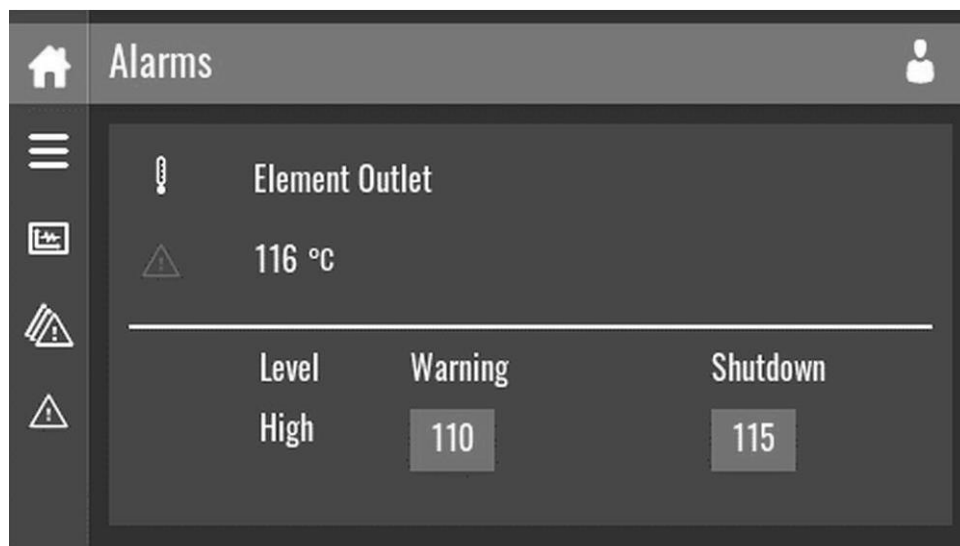 Alarms
Element Outlet
116 °C
Level Warning Shutdown
High 110 115